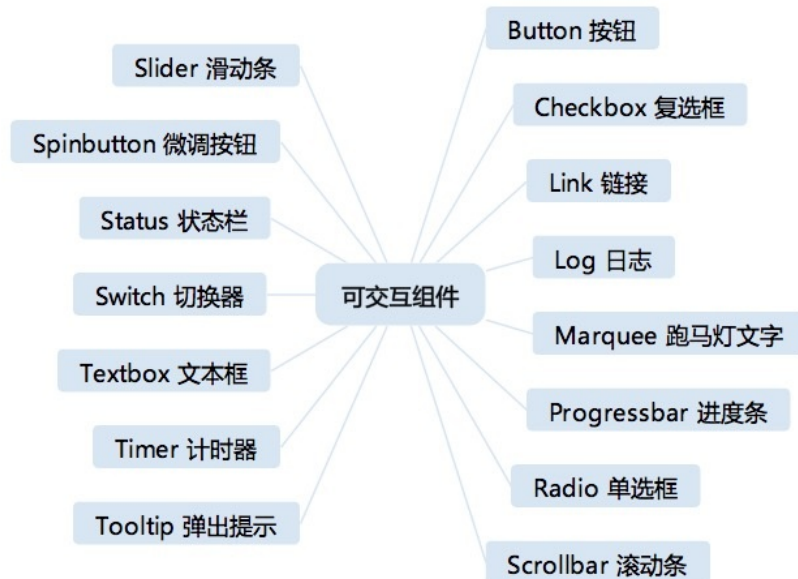 Button 按钮
Slider 滑动条
Checkbox 复选框
Spinbutton 微调按钮
Link 链接
Status 状态栏
Log 日志
Switch 切换器
可交互组件
Marquee 跑马灯文字
Textbox 文本框
Progressbar 进度条
Timer 计时器
Radio 单选框
Tooltip 弹出提示
Scrollbar 滚动条